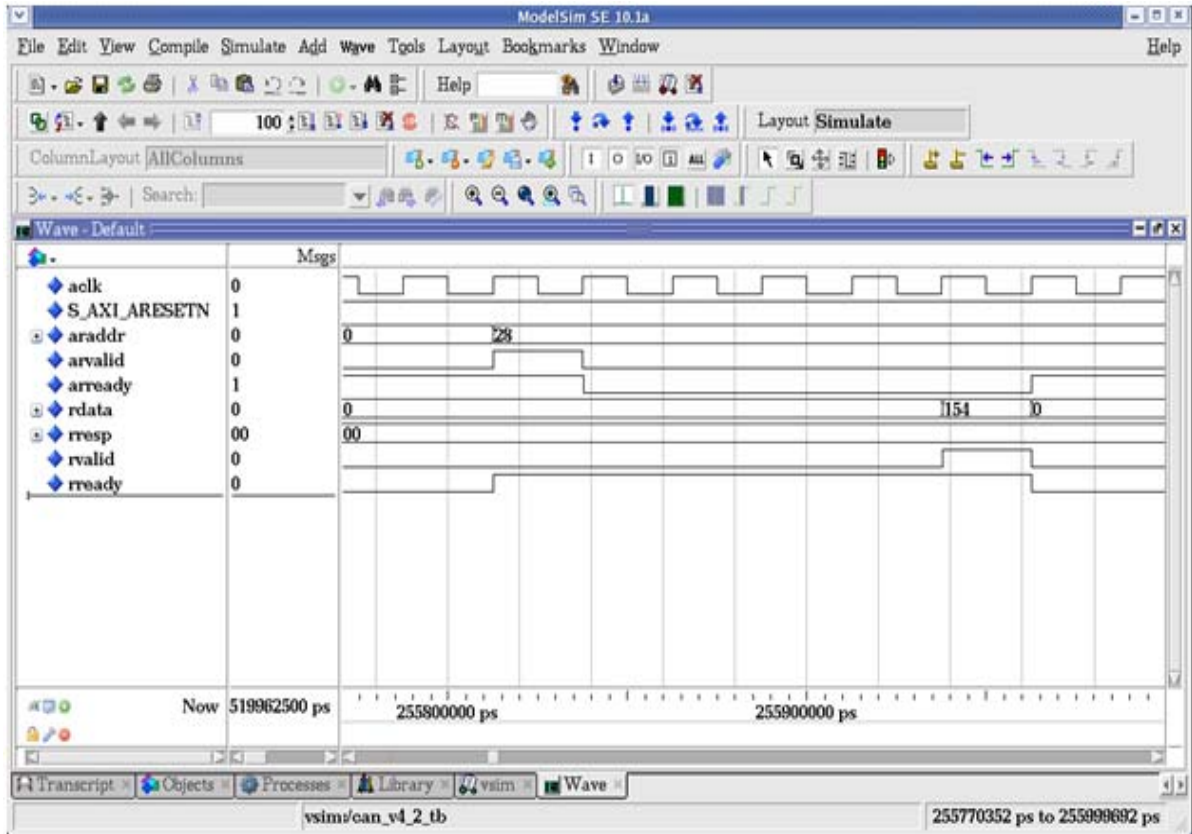 ModelSim SE 10.1a
File Edit View Compile Simulate Add Wave Tools Layout Bookmarks Window Help
Help
100 Layout Simulate
ColumnLayout AllColumns
Search:
Wave - Default
Msgs
aclk 0
S_AXI_ARESETN 1
araddr 0 0 28
arvalid 0
arready 1
rdata 0 0 154 0
rresp 00 00
rvalid 0
rready 0
Now 519962500 ps 255800000 ps 255900000 ps
Transcript Objects Processes Library vsim Wave
vsim:/can_v4_2_tb 255770352 ps to 255999692 ps